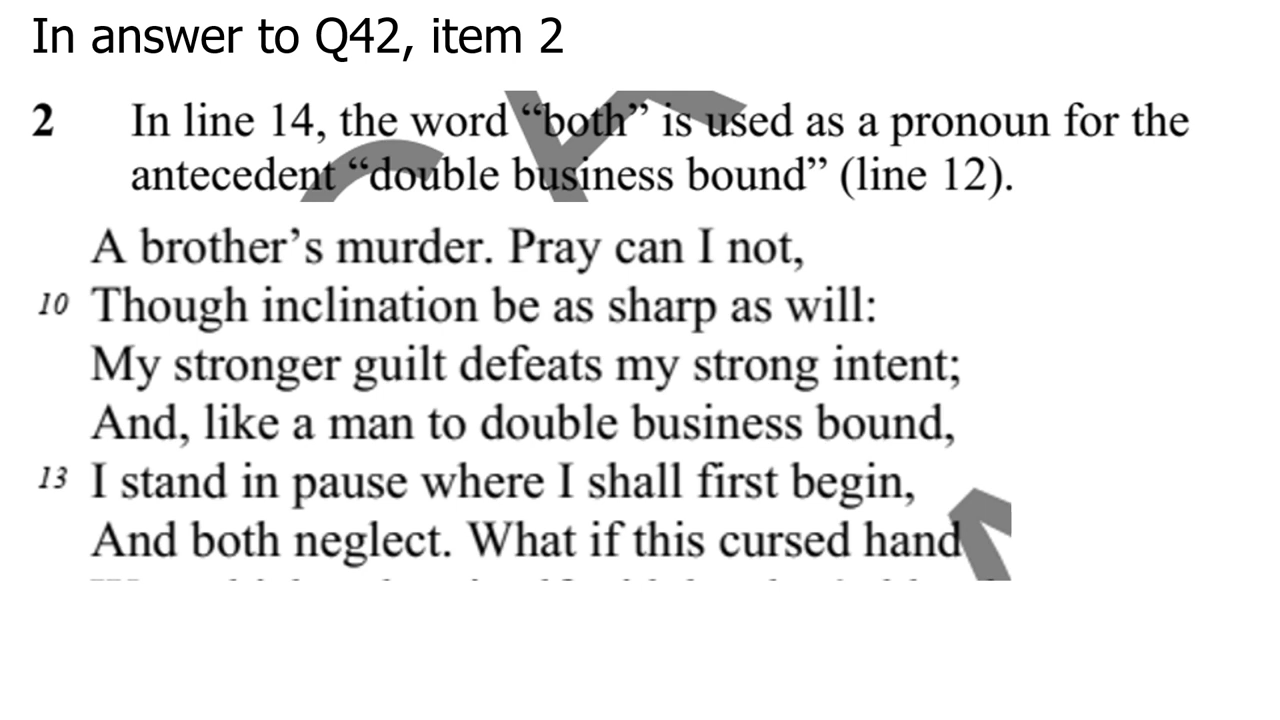 In answer to Q42, item 2
2 In line 14, the word “both” is used as a pronoun for the
antecedent “double business bound” (line 12).
A brother’s murder. Pray can I not,
10 Though inclination be as sharp as will:
My stronger guilt defeats my strong intent;
And, like a man to double business bound,
13 I stand in pause where I shall first begin,
And both neglect. What if this cursed hand